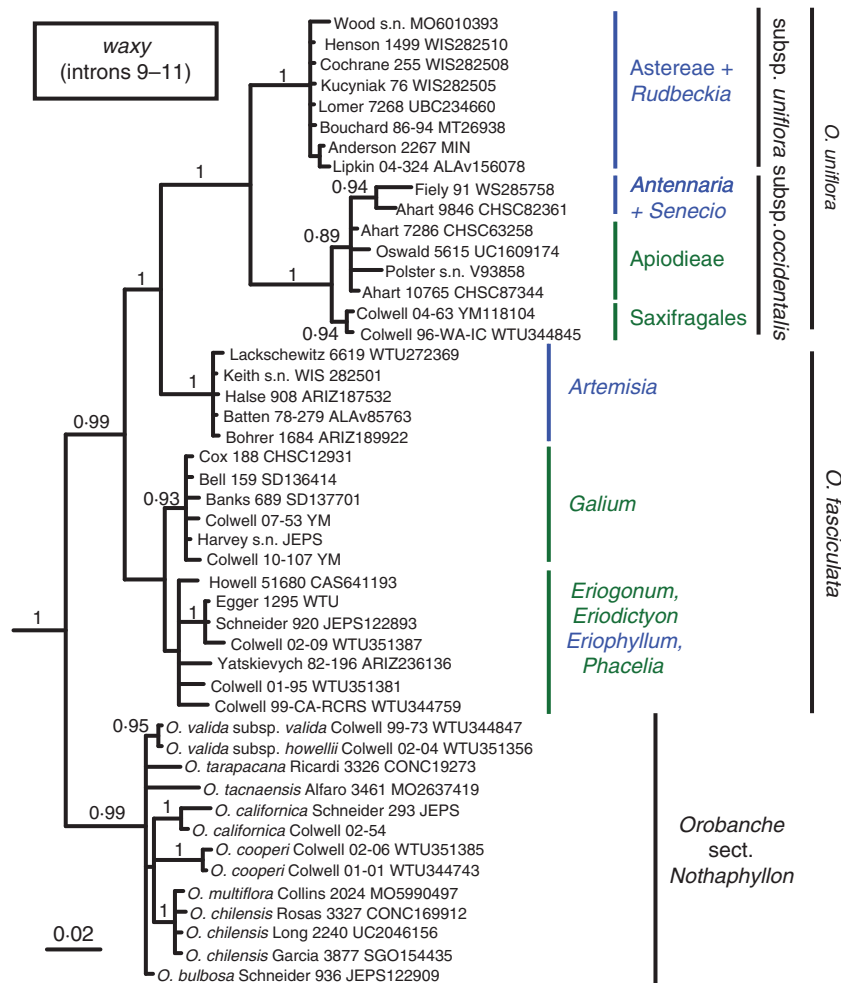 waxy
(introns 9–11)
Wood s.n. MO6010393
Henson 1499 WIS282510
Cochrane 255 WIS282508
Kucyniak 76 WIS282505
Lomer 7268 UBC234660
Bouchard 86-94 MT26938
Anderson 2267 MIN
Lipkin 04-324 ALAv156078
Fiely 91 WS285758
Ahart 9846 CHSC82361
Ahart 7286 CHSC63258
Oswald 5615 UC1609174
Polster s.n. V93858
Ahart 10765 CHSC87344
Colwell 04-63 YM118104
Colwell 96-WA-IC WTU344845
Lackschewitz 6619 WTU272369
Keith s.n. WIS 282501
Halse 908 ARIZ187532
Batten 78-279 ALAv85763
Bohrer 1684 ARIZ189922
Cox 188 CHSC12931
Bell 159 SD136414
Banks 689 SD137701
Colwell 07-53 YM
Harvey s.n. JEPS
Colwell 10-107 YM
Howell 51680 CAS641193
Egger 1295 WTU
Schneider 920 JEPS122893
Colwell 02-09 WTU351387
Yatskievych 82-196 ARIZ236136
Colwell 01-95 WTU351381
Colwell 99-CA-RCRS WTU344759
O. valida subsp. valida Colwell 99-73 WTU344847
O. valida subsp. howellii Colwell 02-04 WTU351356
O. tarapacana Ricardi 3326 CONC19273
O. tacnaensis Alfaro 3461 MO2637419
O. californica Schneider 293 JEPS
O. californica Colwell 02-54
O. cooperi Colwell 02-06 WTU351385
O. cooperi Colwell 01-01 WTU344743
O. multiflora Collins 2024 MO5990497
O. chilensis Rosas 3327 CONC169912
O. chilensis Long 2240 UC2046156
O. chilensis Garcia 3877 SGO154435
O. bulbosa Schneider 936 JEPS122909
1
1
0·94
0·89
1
0·94
1
0·99
0·93
1
1
0·95
0·99
1
1
1
0·02
Astereae +
Rudbeckia
Antennaria
+ Senecio
Apiodieae
Saxifragales
Artemisia
Galium
Eriogonum,
Eriodictyon
Eriophyllum,
Phacelia
subsp. uniflora
subsp.occidentalis
O. uniflora
O. fasciculata
Orobanche
sect.
Nothaphyllon